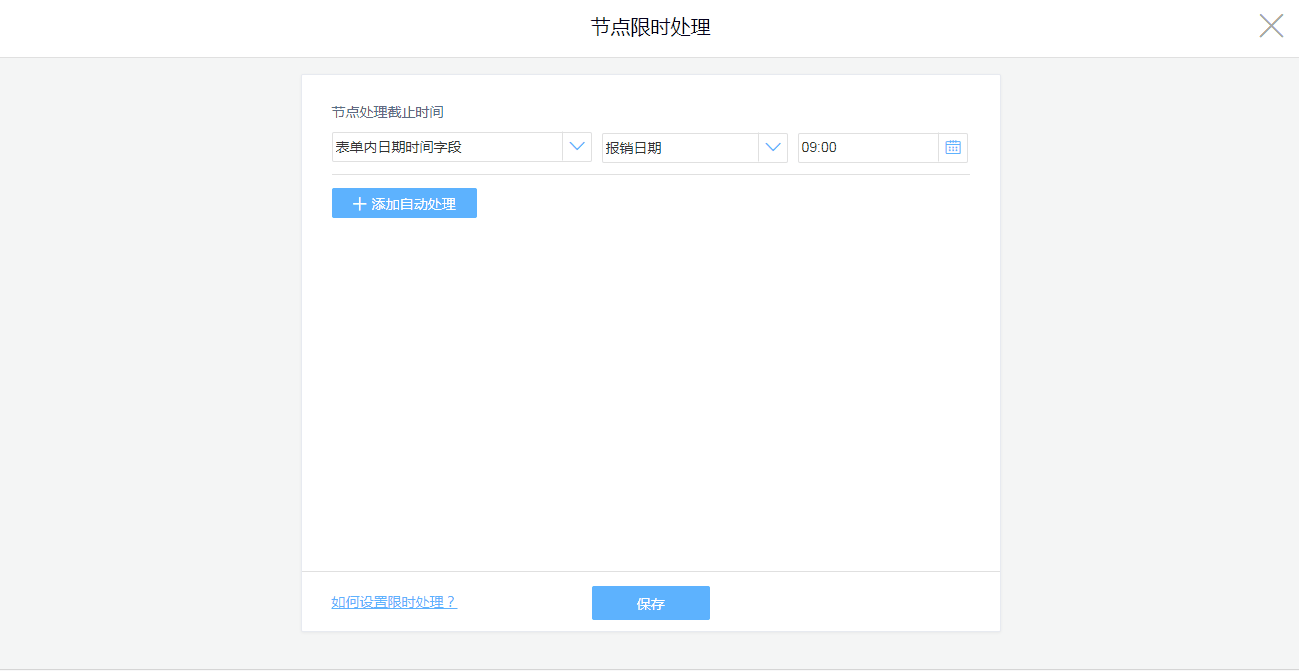 节点限时处理
节点处理截止时间
表单内日期时间字段 报销日期 09:00
添加自动处理
如何设置限时处理？ 保存